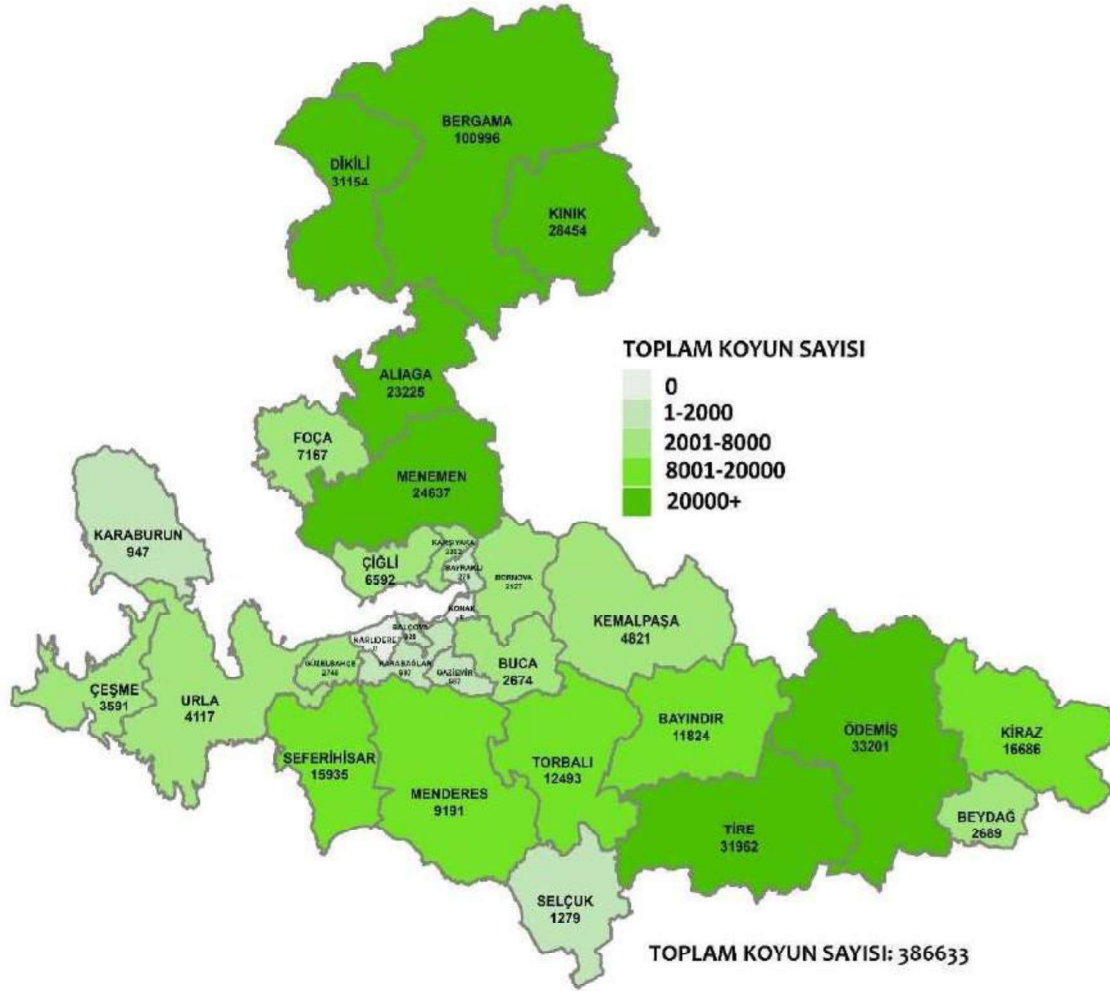 BERGAMA
100996
DİKİLİ
31154
KINIK
28454
TOPLAM KOYUN SAYISI
0
1-2000
2001-8000
8001-20000
20000+
ALİAGA
23225
FOÇA
7167
MENEMEN
24637
KARABURUN
947
ÇİĞLİ
6592
KARŞIYAKA
BAYRAKLI
BORNOVA
KONAK
BALÇOVA
NARLIDERE
0
KEMALPAŞA
4821
GÜZELBAHÇE
KARABAĞLAR
GAZİEMİR
BUCA
2674
ÇEŞME
3591
URLA
4117
SEFERİHİSAR
15935
MENDERES
9191
TORBALI
12493
BAYINDIR
11824
ÖDEMİŞ
33201
KİRAZ
16686
BEYDAĞ
2689
TİRE
31962
SELÇUK
1279
TOPLAM KOYUN SAYISI: 386633